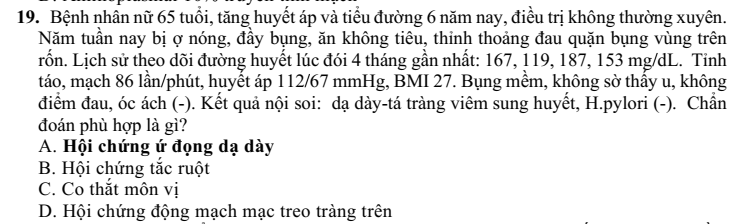 19. Bệnh nhân nữ 65 tuổi, tăng huyết áp và tiểu đường 6 năm nay, điều trị không thường xuyên.
Năm tuần nay bị ợ nóng, đầy bụng, ăn không tiêu, thỉnh thoảng đau quặn bụng vùng trên
rốn. Lịch sử theo dõi đường huyết lúc đói 4 tháng gần nhất: 167, 119, 187, 153 mg/dL. Tỉnh
táo, mạch 86 lần/phút, huyết áp 112/67 mmHg, BMI 27. Bụng mềm, không sờ thấy u, không
điểm đau, óc ách (-). Kết quả nội soi: dạ dày-tá tràng viêm sung huyết, H.pylori (-). Chẩn
đoán phù hợp là gì?
A. Hội chứng ứ đọng dạ dày
B. Hội chứng tắc ruột
C. Co thắt môn vị
D. Hội chứng động mạch mạc treo tràng trên